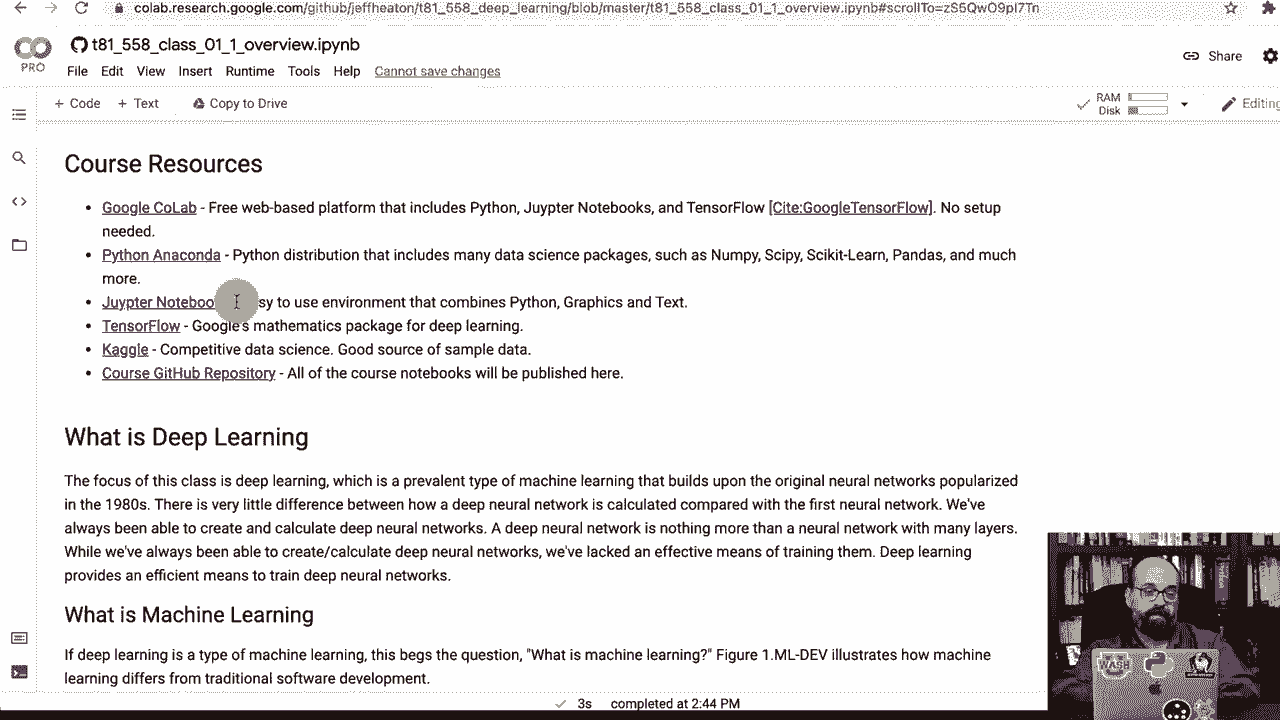 colab.research.google.com/github/jeffheaton/t81_558_deep_learning/blob/master/t81_558_class_01_1_overview.ipynb#scrollTo=zS5QwO9pI7Tn
PRO
t81_558_class_01_1_overview.ipynb
File Edit View Insert Runtime Tools Help Cannot save changes
Share
+ Code + Text Copy to Drive
RAM
Disk
Editing
Course Resources
• Google CoLab - Free web-based platform that includes Python, Juypter Notebooks, and TensorFlow [Cite:GoogleTensorFlow]. No setup
needed.
• Python Anaconda - Python distribution that includes many data science packages, such as Numpy, Scipy, Scikit-Learn, Pandas, and much
more.
• Juypter Noteboo sy to use environment that combines Python, Graphics and Text.
• TensorFlow - Google's mathematics package for deep learning.
• Kaggle - Competitive data science. Good source of sample data.
• Course GitHub Repository - All of the course notebooks will be published here.
What is Deep Learning
The focus of this class is deep learning, which is a prevalent type of machine learning that builds upon the original neural networks popularized
in the 1980s. There is very little difference between how a deep neural network is calculated compared with the first neural network. We've
always been able to create and calculate deep neural networks. A deep neural network is nothing more than a neural network with many layers.
While we've always been able to create/calculate deep neural networks, we've lacked an effective means of training them. Deep learning
provides an efficient means to train deep neural networks.
What is Machine Learning
If deep learning is a type of machine learning, this begs the question, "What is machine learning?" Figure 1.ML-DEV illustrates how machine
learning differs from traditional software development.
WASH
3s completed at 2:44 PM